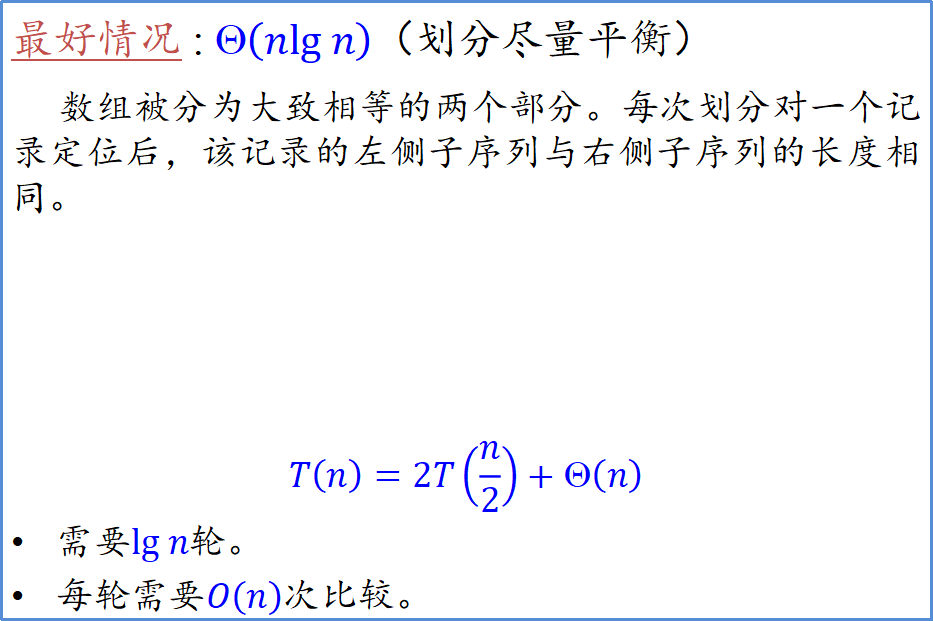 最好情况:Θ(nlg n)（划分尽量平衡）
数组被分为大致相等的两个部分。每次划分对一个记
录定位后，该记录的左侧子序列与右侧子序列的长度相
同。
T(n) = 2T(n/2) + Θ(n)
• 需要lg n轮。
• 每轮需要O(n)次比较。